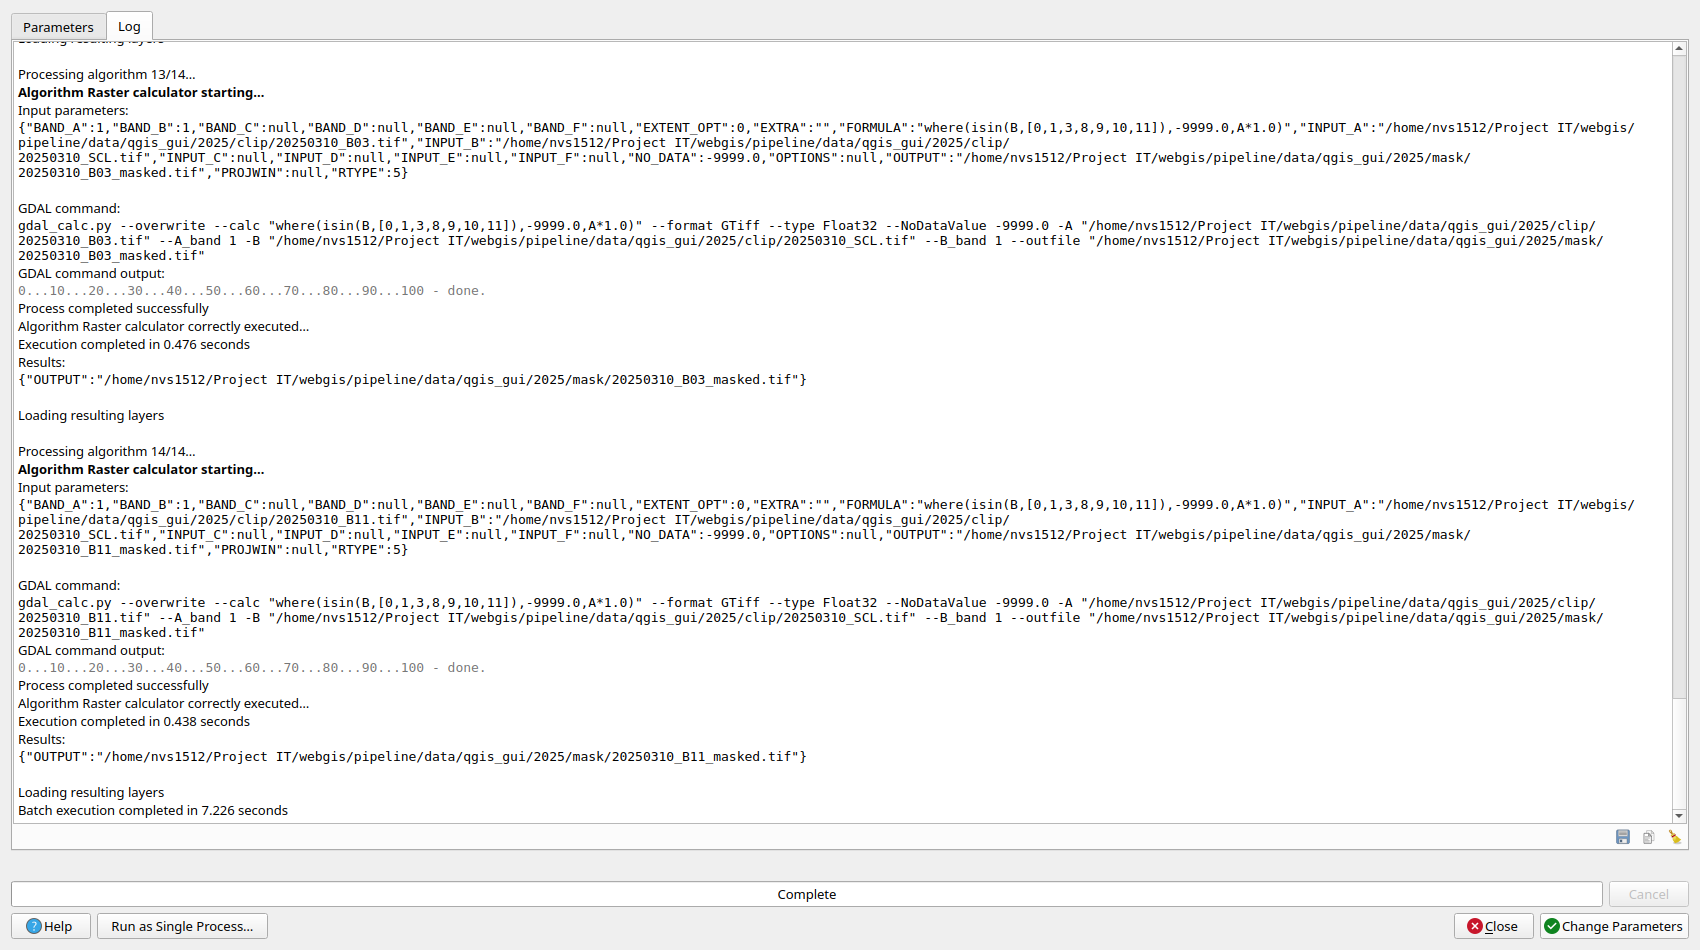 Parameters
Log
Loading resulting layers
Processing algorithm 13/14...
Algorithm Raster calculator starting...
Input parameters:
{"BAND_A":1,"BAND_B":1,"BAND_C":null,"BAND_D":null,"BAND_E":null,"BAND_F":null,"EXTENT_OPT":0,"EXTRA":"","FORMULA":"where(isin(B,[0,1,3,8,9,10,11]),-9999.0,A*1.0)","INPUT_A":"/home/nvs1512/Project IT/webgis/
pipeline/data/qgis_gui/2025/clip/20250310_B03.tif","INPUT_B":"/home/nvs1512/Project IT/webgis/pipeline/data/qgis_gui/2025/clip/
20250310_SCL.tif","INPUT_C":null,"INPUT_D":null,"INPUT_E":null,"INPUT_F":null,"NO_DATA":-9999.0,"OPTIONS":null,"OUTPUT":"/home/nvs1512/Project IT/webgis/pipeline/data/qgis_gui/2025/mask/
20250310_B03_masked.tif","PROJWIN":null,"RTYPE":5}
GDAL command:
gdal_calc.py --overwrite --calc "where(isin(B,[0,1,3,8,9,10,11]),-9999.0,A*1.0)" --format GTiff --type Float32 --NoDataValue -9999.0 -A "/home/nvs1512/Project IT/webgis/pipeline/data/qgis_gui/2025/clip/
20250310_B03.tif" --A_band 1 -B "/home/nvs1512/Project IT/webgis/pipeline/data/qgis_gui/2025/clip/20250310_SCL.tif" --B_band 1 --outfile "/home/nvs1512/Project IT/webgis/pipeline/data/qgis_gui/2025/mask/
20250310_B03_masked.tif"
GDAL command output:
0...10...20...30...40...50...60...70...80...90...100 - done.
Process completed successfully
Algorithm Raster calculator correctly executed...
Execution completed in 0.476 seconds
Results:
{"OUTPUT":"/home/nvs1512/Project IT/webgis/pipeline/data/qgis_gui/2025/mask/20250310_B03_masked.tif"}
Loading resulting layers
Processing algorithm 14/14...
Algorithm Raster calculator starting...
Input parameters:
{"BAND_A":1,"BAND_B":1,"BAND_C":null,"BAND_D":null,"BAND_E":null,"BAND_F":null,"EXTENT_OPT":0,"EXTRA":"","FORMULA":"where(isin(B,[0,1,3,8,9,10,11]),-9999.0,A*1.0)","INPUT_A":"/home/nvs1512/Project IT/webgis/
pipeline/data/qgis_gui/2025/clip/20250310_B11.tif","INPUT_B":"/home/nvs1512/Project IT/webgis/pipeline/data/qgis_gui/2025/clip/
20250310_SCL.tif","INPUT_C":null,"INPUT_D":null,"INPUT_E":null,"INPUT_F":null,"NO_DATA":-9999.0,"OPTIONS":null,"OUTPUT":"/home/nvs1512/Project IT/webgis/pipeline/data/qgis_gui/2025/mask/
20250310_B11_masked.tif","PROJWIN":null,"RTYPE":5}
GDAL command:
gdal_calc.py --overwrite --calc "where(isin(B,[0,1,3,8,9,10,11]),-9999.0,A*1.0)" --format GTiff --type Float32 --NoDataValue -9999.0 -A "/home/nvs1512/Project IT/webgis/pipeline/data/qgis_gui/2025/clip/
20250310_B11.tif" --A_band 1 -B "/home/nvs1512/Project IT/webgis/pipeline/data/qgis_gui/2025/clip/20250310_SCL.tif" --B_band 1 --outfile "/home/nvs1512/Project IT/webgis/pipeline/data/qgis_gui/2025/mask/
20250310_B11_masked.tif"
GDAL command output:
0...10...20...30...40...50...60...70...80...90...100 - done.
Process completed successfully
Algorithm Raster calculator correctly executed...
Execution completed in 0.438 seconds
Results:
{"OUTPUT":"/home/nvs1512/Project IT/webgis/pipeline/data/qgis_gui/2025/mask/20250310_B11_masked.tif"}
Loading resulting layers
Batch execution completed in 7.226 seconds
Complete
Cancel
Help
Run as Single Process...
Close
Change Parameters